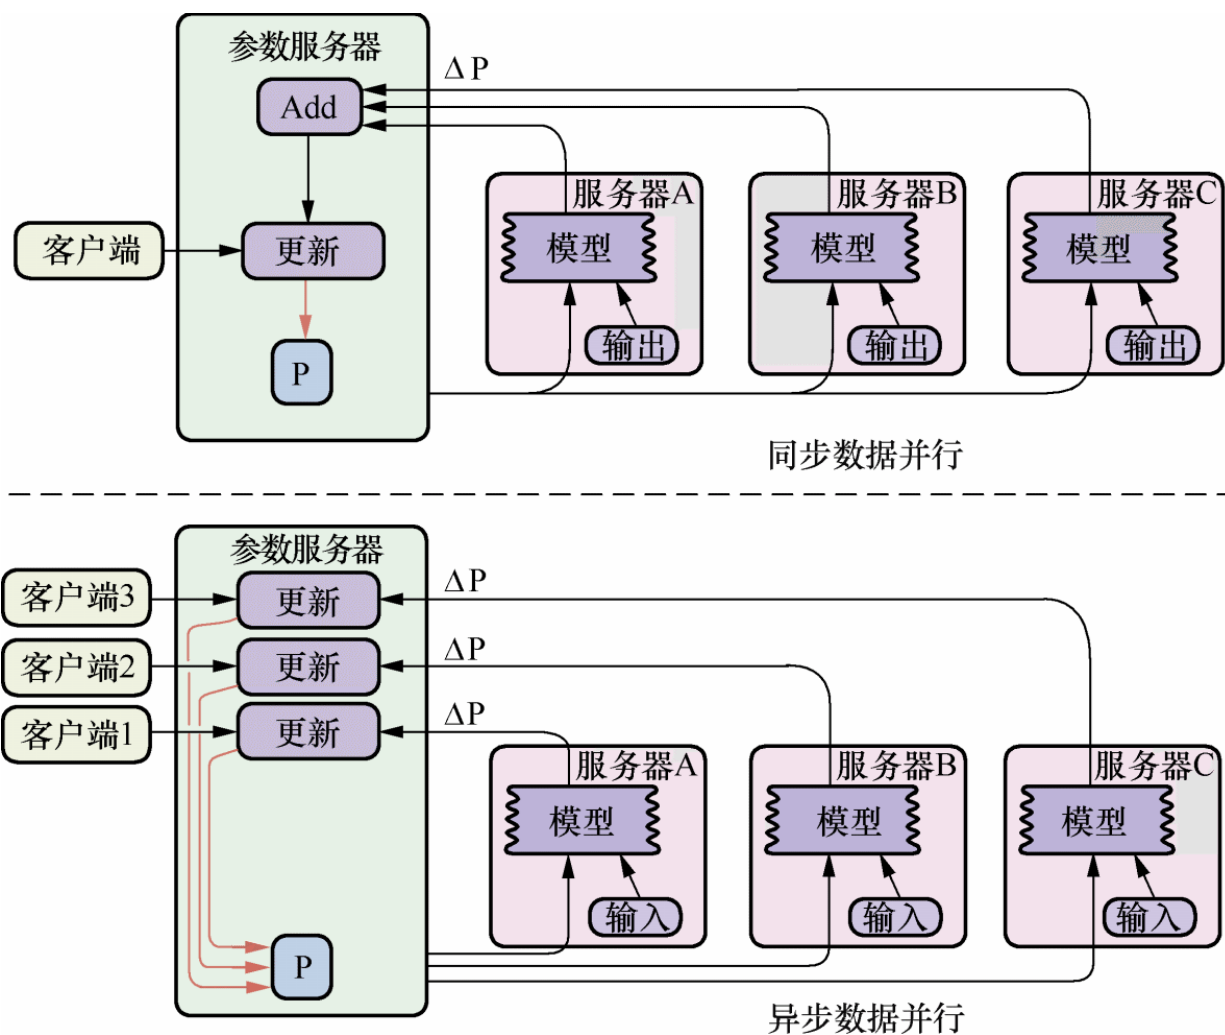 参数服务器
ΔP
Add
服务器A
服务器B
服务器C
客户端
更新
模型
模型
模型
输出
输出
输出
P
同步数据并行
参数服务器
客户端3
更新
ΔP
客户端2
更新
ΔP
客户端1
更新
ΔP
服务器A
服务器B
服务器C
模型
模型
模型
输入
输入
输入
P
异步数据并行